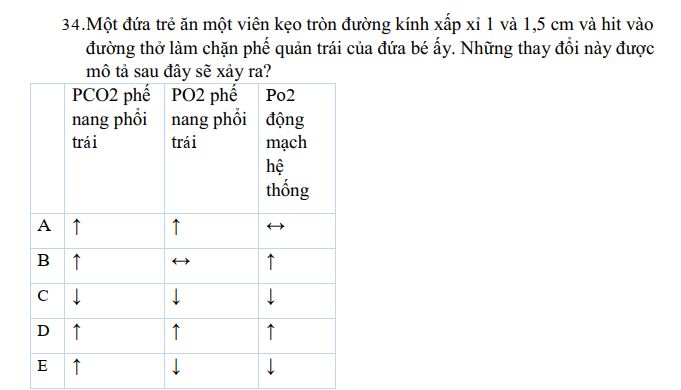 34.Một đứa trẻ ăn một viên kẹo tròn đường kính xấp xỉ 1 và 1,5 cm và hit vào
đường thở làm chặn phế quản trái của đứa bé ấy. Những thay đổi này được
mô tả sau đây sẽ xảy ra?
PCO2 phế nang phổi trái
PO2 phế nang phổi trái
Po2 động mạch hệ thống
A ↑ ↑ ↔
B ↑ ↔ ↑
C ↓ ↓ ↓
D ↑ ↑ ↑
E ↑ ↓ ↓